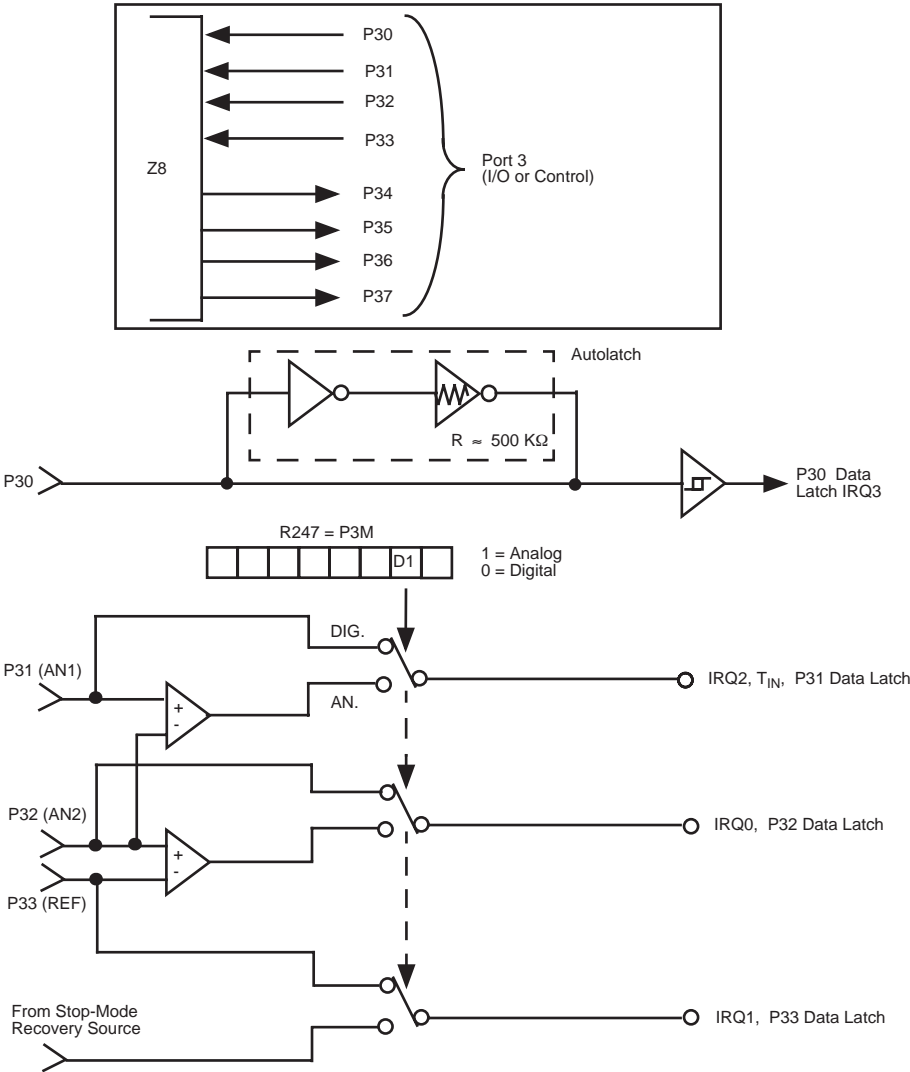 P30
P31
P32
P33
Z8
Port 3
(I/O or Control)
P34
P35
P36
P37
Autolatch
R ≈ 500 KΩ
P30
P30 Data
Latch IRQ3
R247 = P3M
D1
1 = Analog
0 = Digital
DIG.
P31 (AN1)
IRQ2, TIN, P31 Data Latch
AN.
+
-
P32 (AN2)
IRQ0, P32 Data Latch
+
-
P33 (REF)
From Stop-Mode
Recovery Source
IRQ1, P33 Data Latch